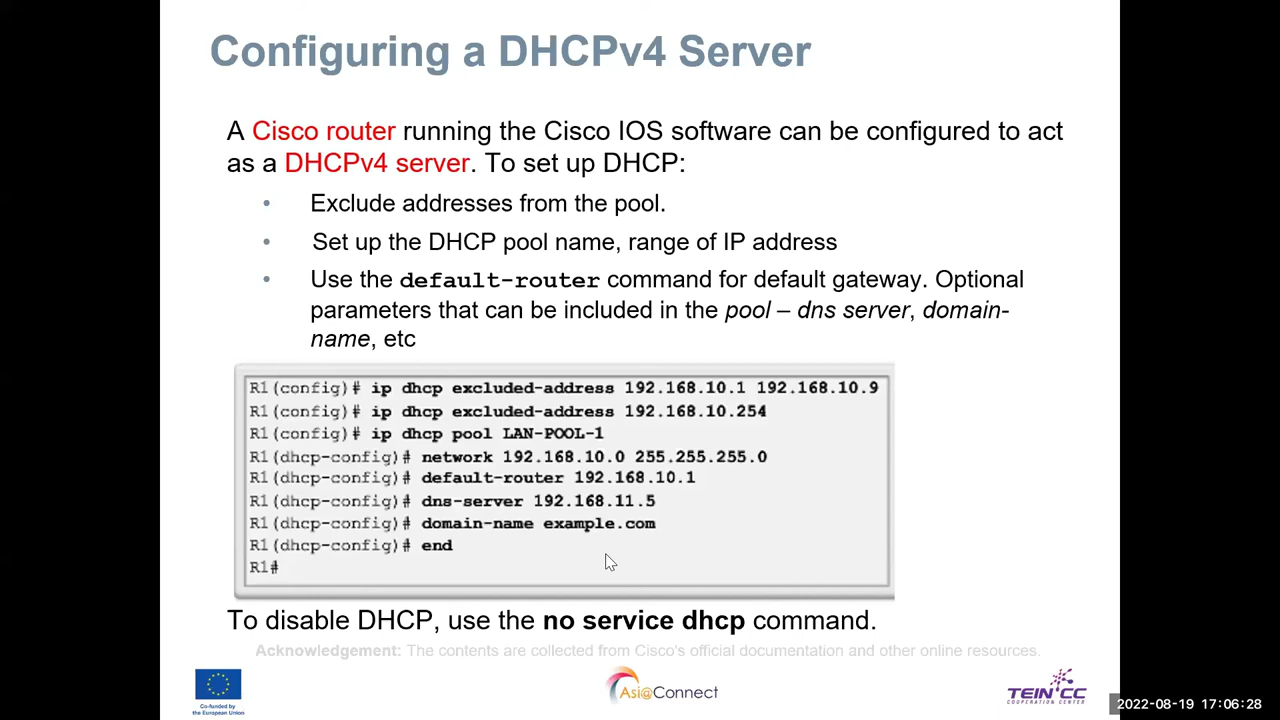 Configuring a DHCPv4 Server
A Cisco router running the Cisco IOS software can be configured to act
as a DHCPv4 server. To set up DHCP:
• Exclude addresses from the pool.
• Set up the DHCP pool name, range of IP address
• Use the default-router command for default gateway. Optional
parameters that can be included in the pool – dns server, domain-
name, etc
R1(config)# ip dhcp excluded-address 192.168.10.1 192.168.10.9
R1(config)# ip dhcp excluded-address 192.168.10.254
R1(config)# ip dhcp pool LAN-POOL-1
R1(dhcp-config)# network 192.168.10.0 255.255.255.0
R1(dhcp-config)# default-router 192.168.10.1
R1(dhcp-config)# dns-server 192.168.11.5
R1(dhcp-config)# domain-name example.com
R1(dhcp-config)# end
R1#
To disable DHCP, use the no service dhcp command.
Acknowledgement: The contents are collected from Cisco's official documentation and other online resources.
Co-funded by
the European Union
Asi@Connect
TEIN*CC
COOPERATION CENTER
2022-08-19 17:06:28